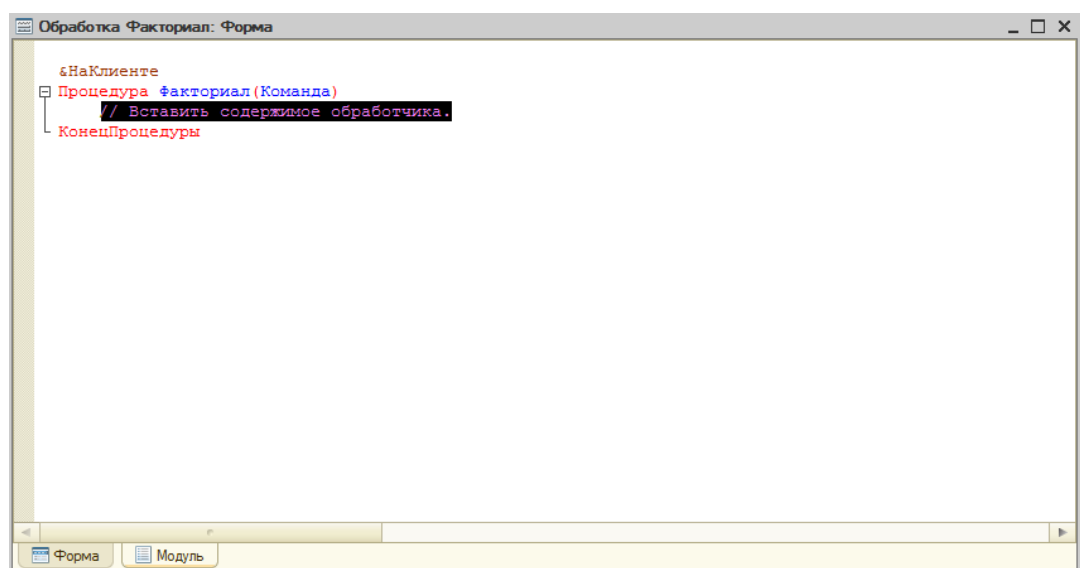 Обработка Факториал: Форма
&НаКлиенте
Процедура Факториал(Команда)
// Вставить содержимое обработчика.
КонецПроцедуры
Форма Модуль